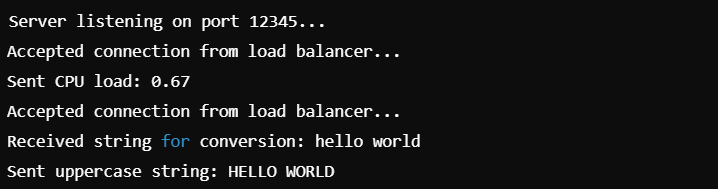 Server listening on port 12345...
Accepted connection from load balancer...
Sent CPU load: 0.67
Accepted connection from load balancer...
Received string for conversion: hello world
Sent uppercase string: HELLO WORLD